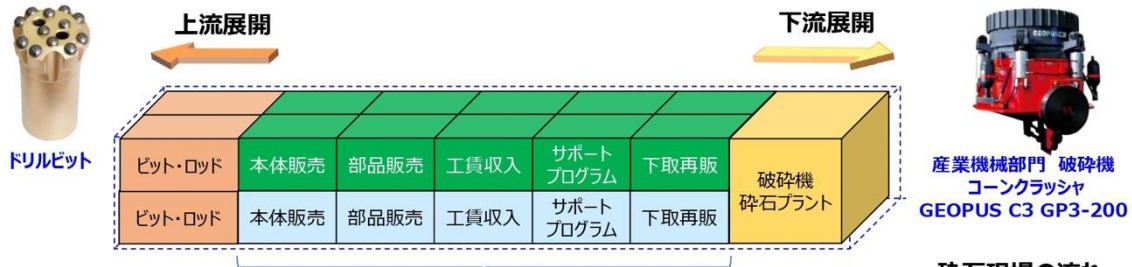 上流展開
下流展開
GEOPUSC3
ドリルビット
ビット・ロッド
本体販売
部品販売
工賃収入
サポート
プログラム
下取再販
破砕機
砕石プラント
ビット・ロッド
本体販売
部品販売
工賃収入
サポート
プログラム
下取再販
産業機械部門 破砕機
コーンクラッシャ
GEOPUS C3 GP3-200